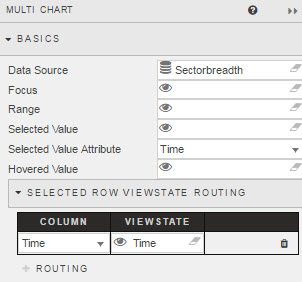 MULTI CHART
BASICS
Data Source Sectorbreadth
Focus
Range
Selected Value
Selected Value Attribute Time
Hovered Value
SELECTED ROW VIEWSTATE ROUTING
COLUMN VIEWSTATE
Time Time
+ ROUTING